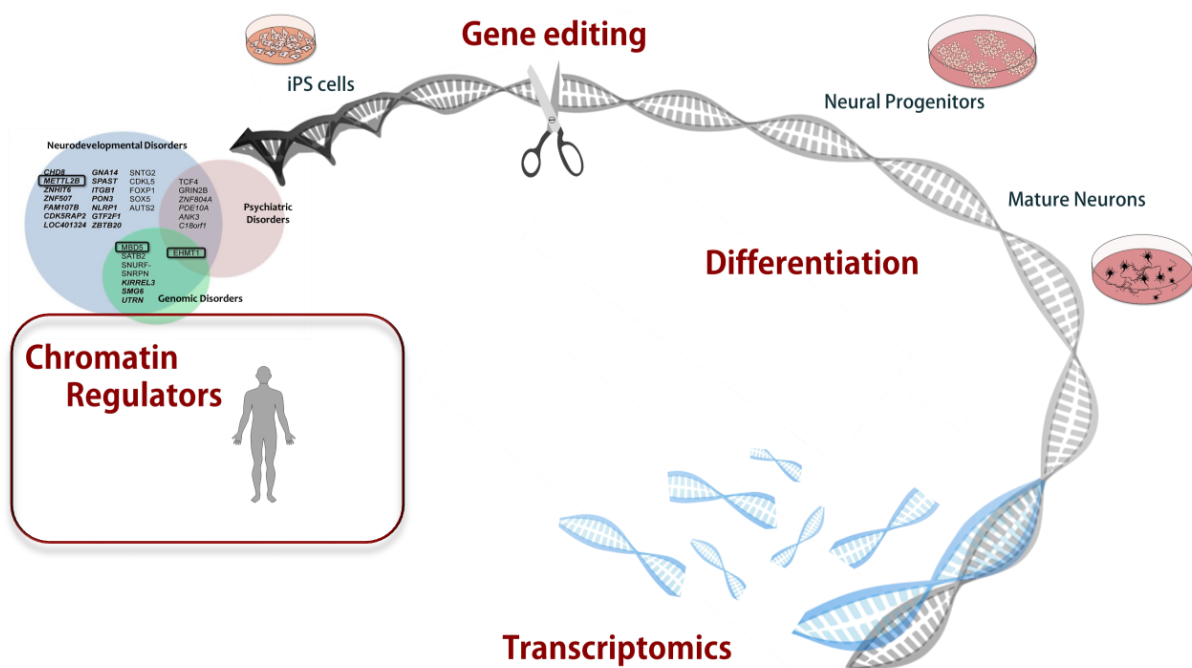 Gene editing
iPS cells
Neural Progenitors
Mature Neurons
Differentiation
Neurodevelopmental Disorders
CHD8 GNA14 SNTG2
METTL2B SPAST CDKL5 TCF4
ZNHIT6 ITGB1 FOXP1 GRIN2B
ZNF507 PON3 SOX5 ZNF804A
FAM107B NLRP1 AUTS2 PDE10A
CDK5RAP2 GTF2F1 ANK3
LOC401324 ZBTB20 C18orf1
Psychiatric
Disorders
MBD5 EHMT1
SATB2
SNURF-
SNRPN
KIRREL3
SMG6
UTRN
Genomic Disorders
Chromatin
Regulators
Transcriptomics